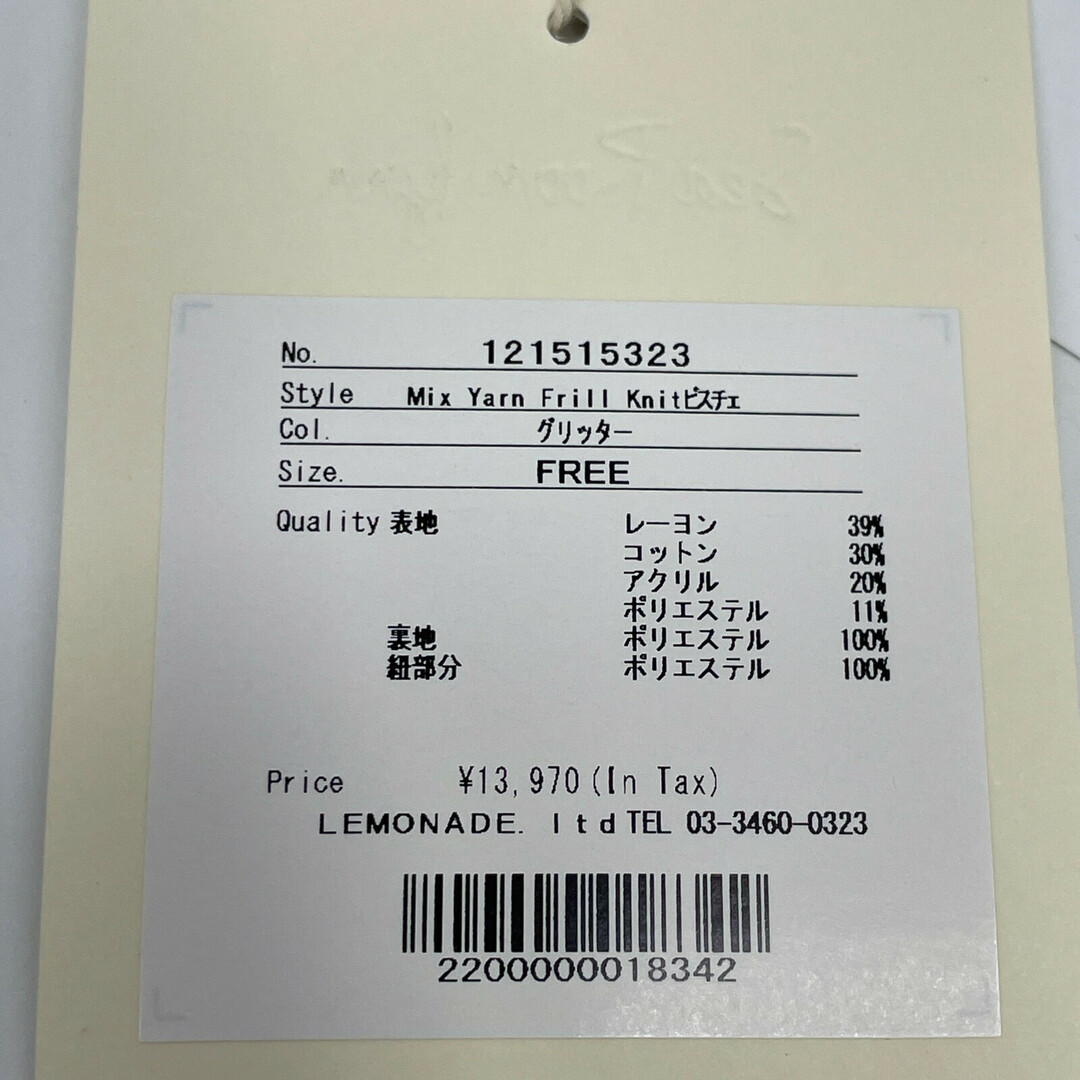 No. 121515323
Style Mix Yarn Frill Knitビスチェ
Col. グリッター
Size. FREE
Quality 表地 レーヨン 39%
コットン 30%
アクリル 20%
ポリエステル 11%
裏地 ポリエステル 100%
紐部分 ポリエステル 100%
Price ¥13,970(In Tax)
LEMONADE. ltd TEL 03-3460-0323
2200000018342